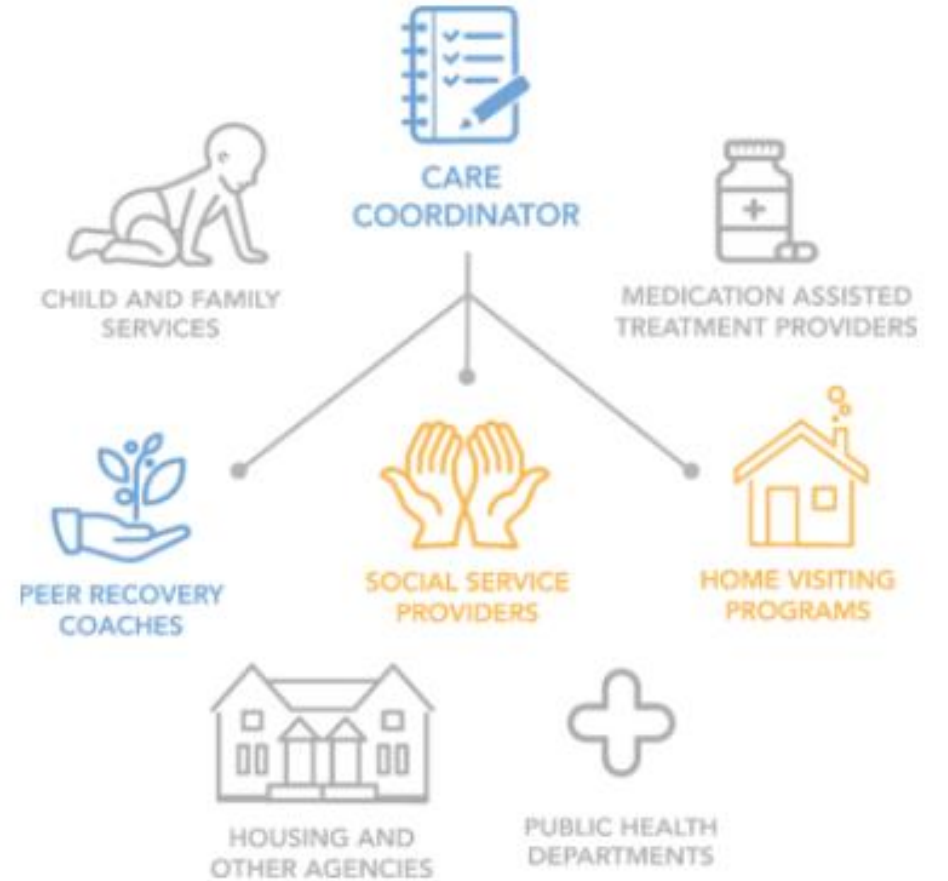 CARE
COORDINATOR
CHILD AND FAMILY
SERVICES
MEDICATION ASSISTED
TREATMENT PROVIDERS
PEER RECOVERY
COACHES
SOCIAL SERVICE
PROVIDERS
HOME VISITING
PROGRAMS
HOUSING AND
OTHER AGENCIES
PUBLIC HEALTH
DEPARTMENTS